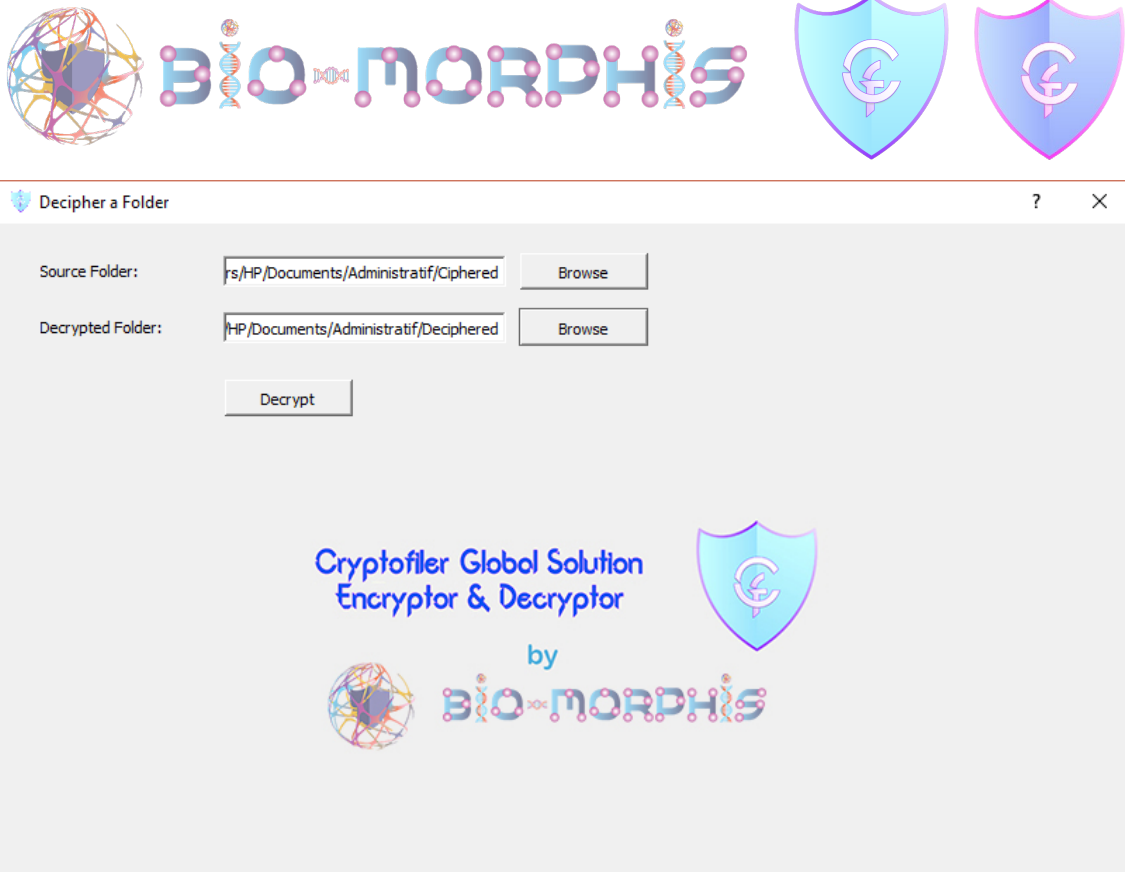 BIO-MORPHIS
Decipher a Folder ?
Source Folder: rs/HP/Documents/Administratif/Ciphered Browse
Decrypted Folder: /HP/Documents/Administratif/Deciphered Browse
Decrypt
Cryptofiler Global Solution
Encryptor & Decryptor
by
BIO-MORPHIS